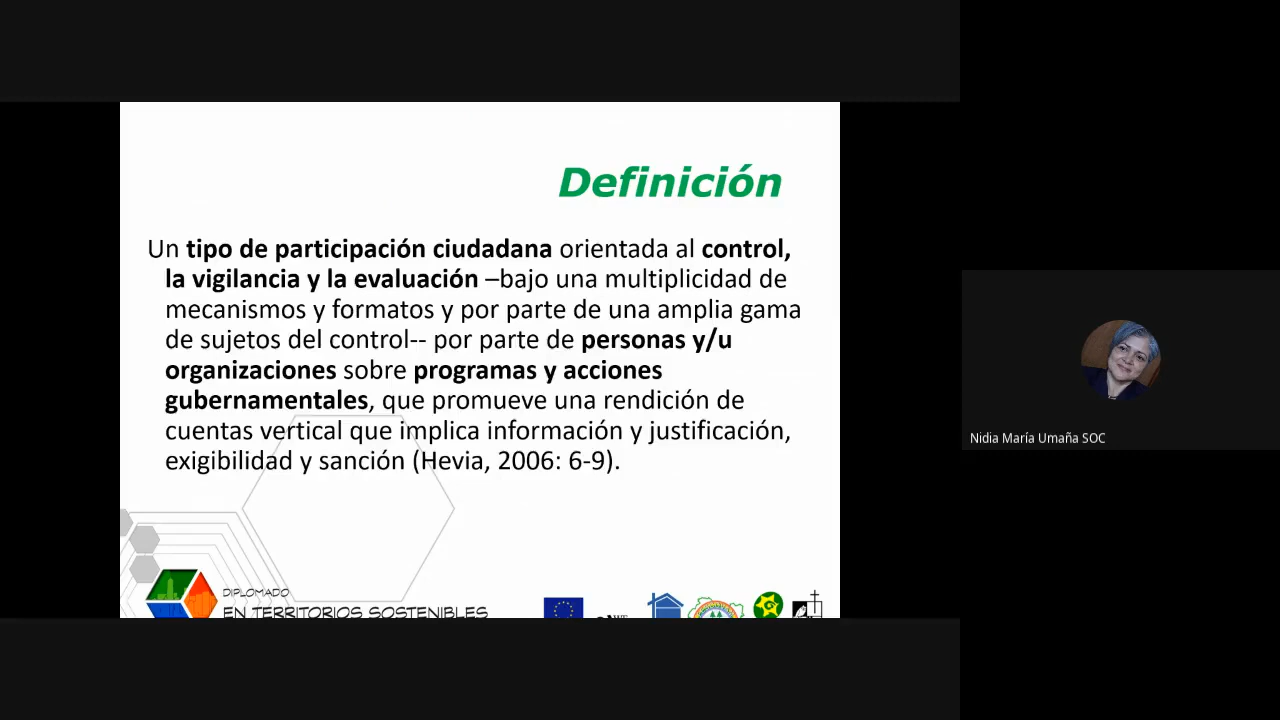 Definición
Un tipo de participación ciudadana orientada al control,
la vigilancia y la evaluación –bajo una multiplicidad de
mecanismos y formatos y por parte de una amplia gama
de sujetos del control-- por parte de personas y/u
organizaciones sobre programas y acciones
gubernamentales, que promueve una rendición de
cuentas vertical que implica información y justificación,
exigibilidad y sanción (Hevia, 2006: 6-9).
DIPLOMADO
EN TERRITORIOS SOSTENIBLES
Nidia María Umaña SOC